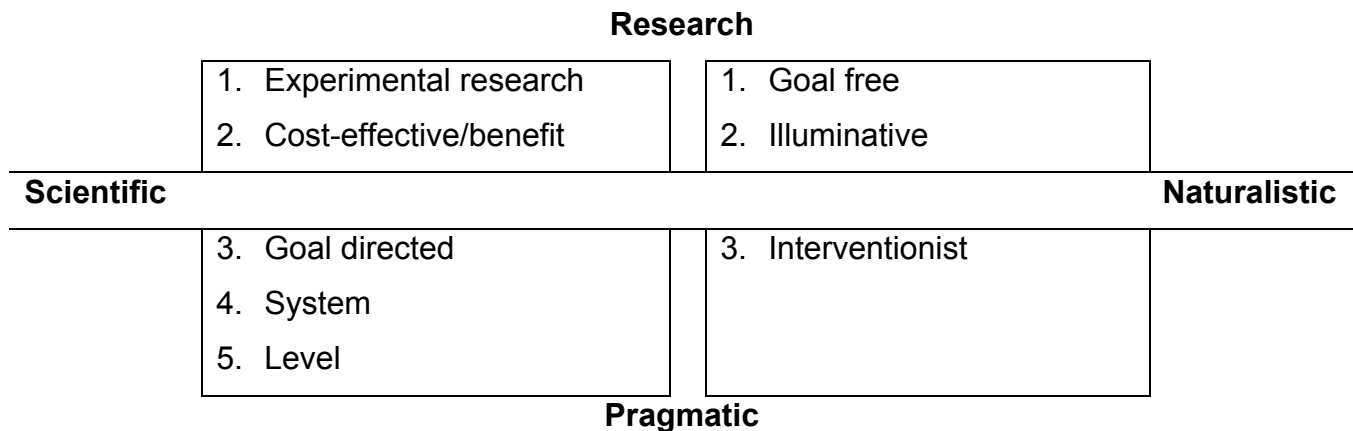 Research
1. Experimental research
2. Cost-effective/benefit
1. Goal free
2. Illuminative
Scientific
Naturalistic
3. Goal directed
4. System
5. Level
3. Interventionist
Pragmatic